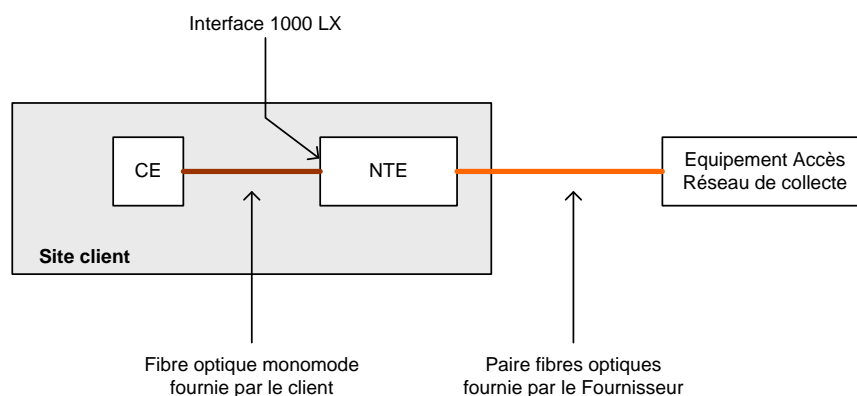 Interface 1000 LX
CE
NTE
Equipement Accès
Réseau de collecte
Site client
Fibre optique monomode
fournie par le client
Paire fibres optiques
fournie par le Fournisseur